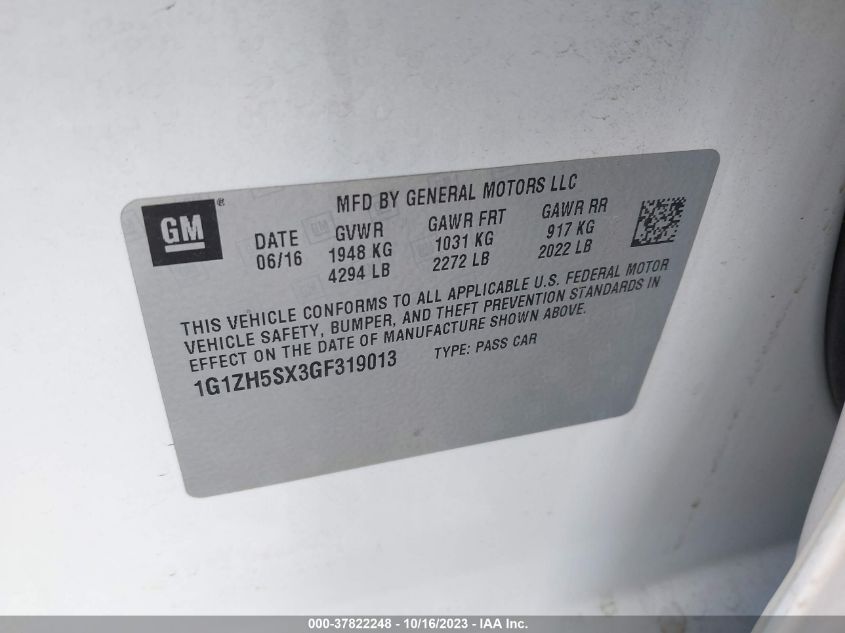 GM®
MFD BY GENERAL MOTORS LLC
DATE GVWR GAWR FRT GAWR RR
06/16 1948 KG 1031 KG 917 KG
4294 LB 2272 LB 2022 LB
THIS VEHICLE CONFORMS TO ALL APPLICABLE U.S. FEDERAL MOTOR
VEHICLE SAFETY, BUMPER, AND THEFT PREVENTION STANDARDS IN
EFFECT ON THE DATE OF MANUFACTURE SHOWN ABOVE.
1G1ZH5SX3GF319013 TYPE: PASS CAR
000-37822248 - 10/16/2023 - IAA Inc.